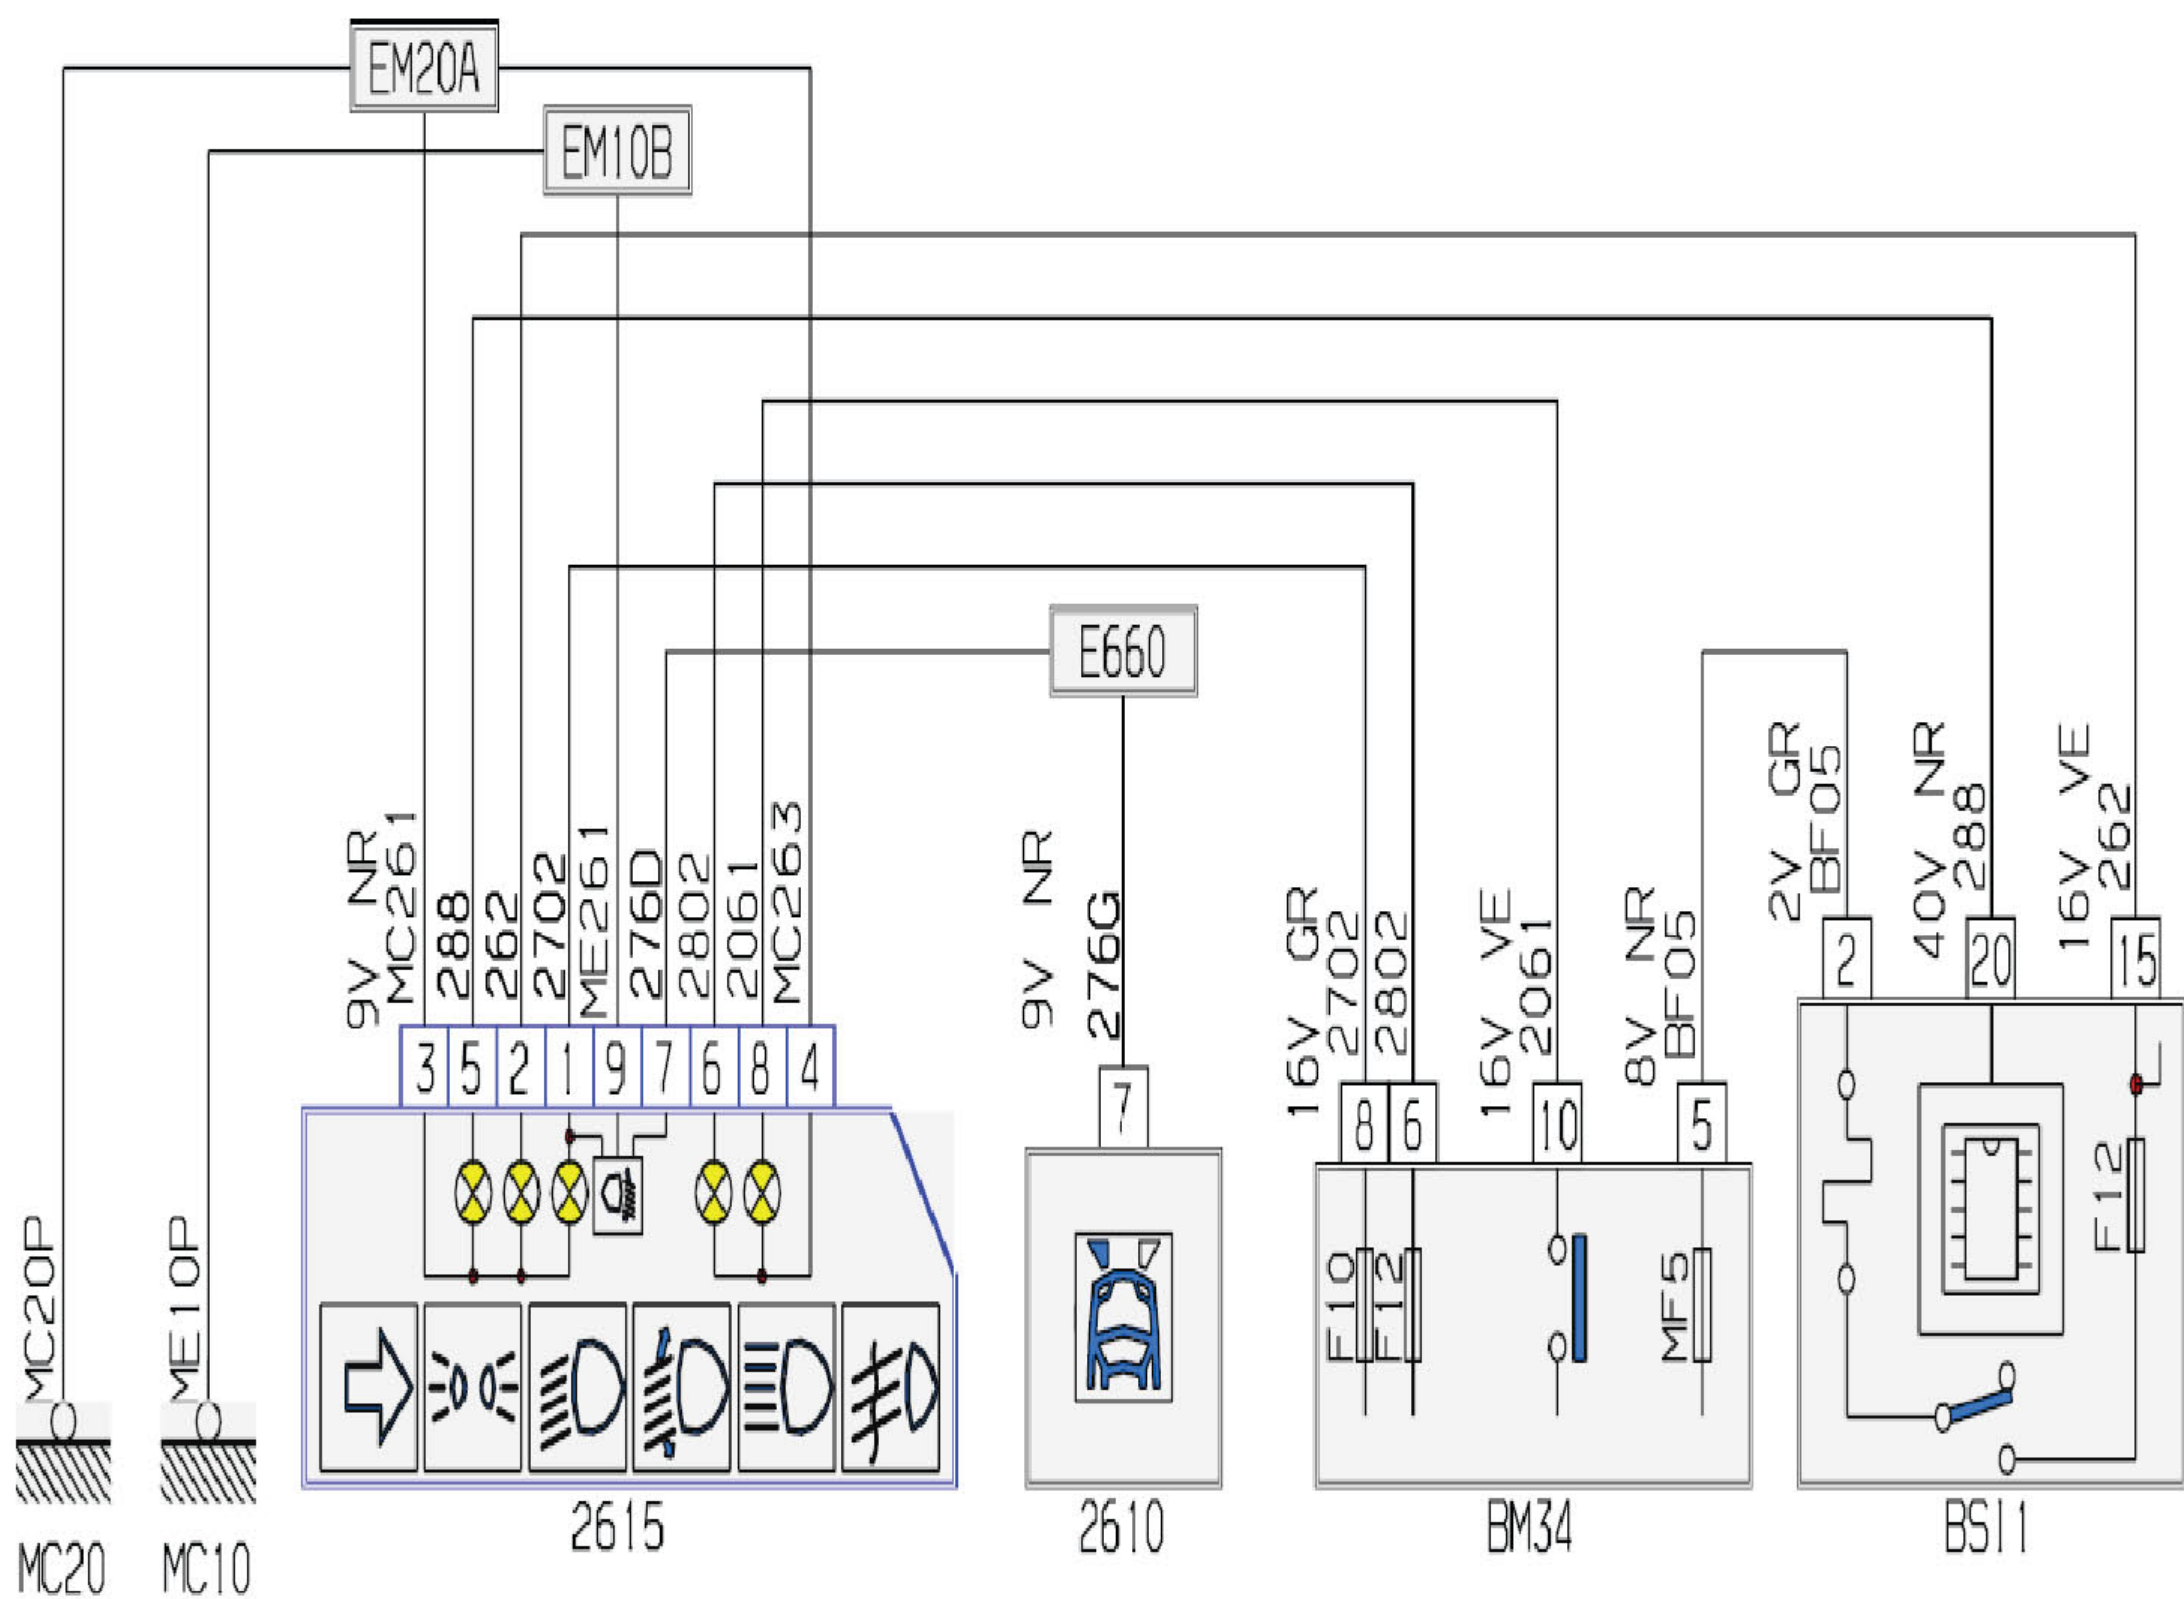 EM20A
EM10B
E660
9V NR
MC261
288
262
2702
ME261
276D
2802
2061
MC263
9V NR
276G
16V GR
2702
2802
16V VE
2061
8V NR
BF05
2V GR
BF05
40V NR
288
16V VE
262
3 5 2 1 9 7 6 8 4
7
8 6
10
5
2
20
15
F10
F12
MF5
F12
MC20P
ME10P
MC20
MC10
2615
2610
BM34
BSI1